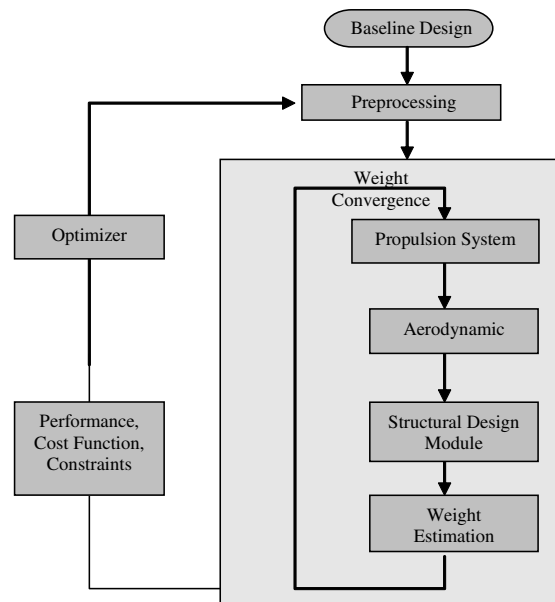 Baseline Design
Preprocessing
Weight
Convergence
Optimizer
Propulsion System
Aerodynamic
Performance,
Cost Function,
Constraints
Structural Design
Module
Weight
Estimation